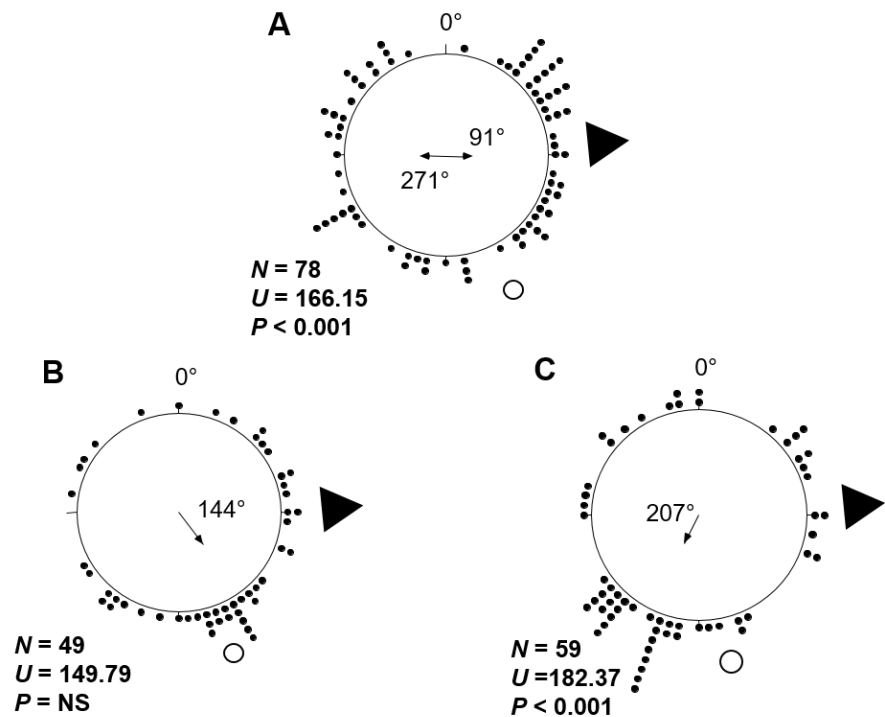 A
0°
91°
271°
N = 78
U = 166.15
P < 0.001
B
0°
144°
N = 49
U = 149.79
P = NS
C
0°
207°
N = 59
U =182.37
P < 0.001